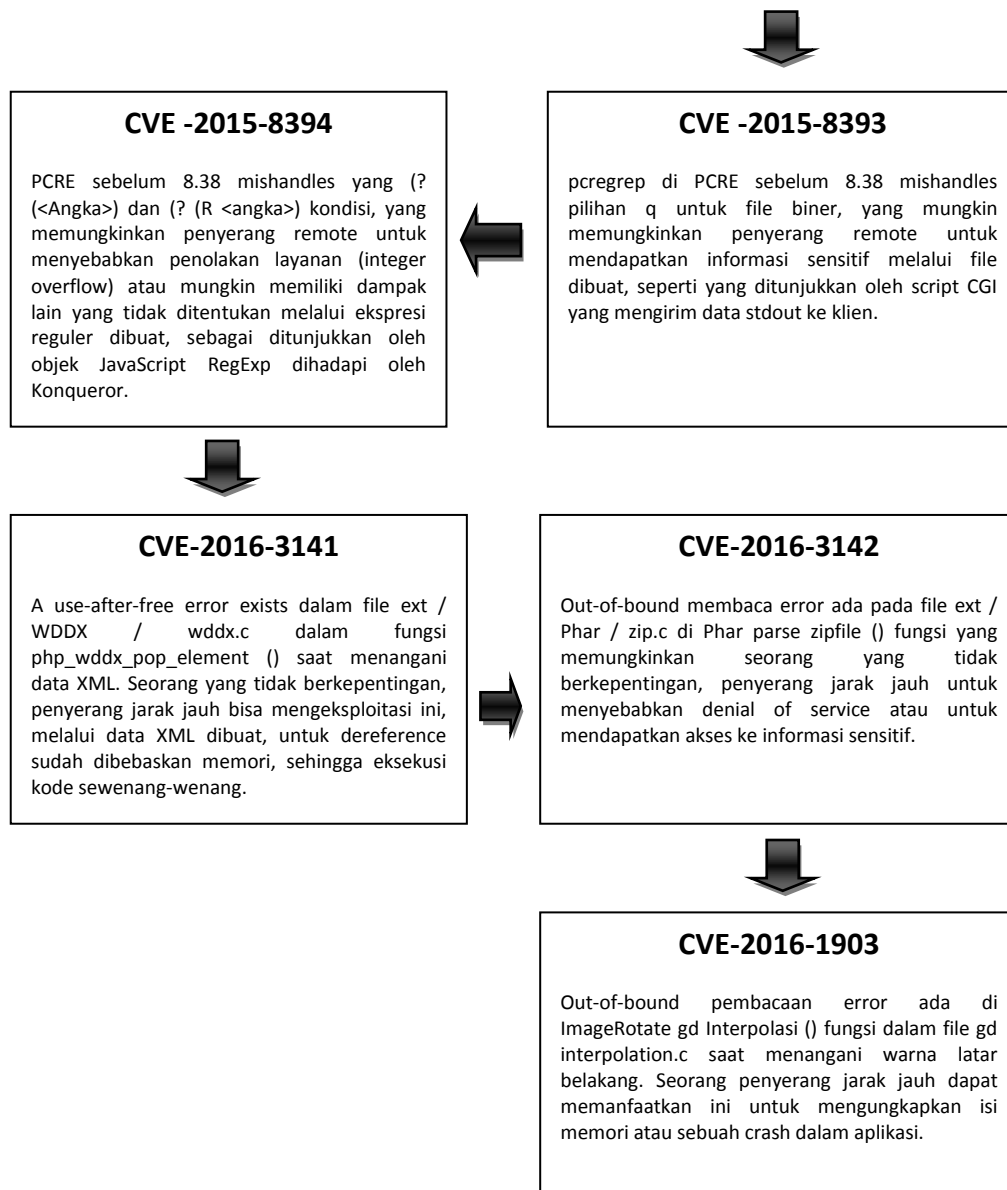 CVE -2015-8394
PCRE sebelum 8.38 mishandles yang (?
(<Angka>) dan (? (R <angka>) kondisi, yang
memungkinkan penyerang remote untuk
menyebabkan penolakan layanan (integer
overflow) atau mungkin memiliki dampak
lain yang tidak ditentukan melalui ekspresi
reguler dibuat, sebagai ditunjukkan oleh
objek JavaScript RegExp dihadapi oleh
Konqueror.
CVE -2015-8393
pcregrep di PCRE sebelum 8.38 mishandles
pilihan q untuk file biner, yang mungkin
memungkinkan penyerang remote untuk
mendapatkan informasi sensitif melalui file
dibuat, seperti yang ditunjukkan oleh script CGI
yang mengirim data stdout ke klien.
CVE-2016-3141
A use-after-free error exists dalam file ext /
WDDX / wddx.c dalam fungsi
php_wddx_pop_element () saat menangani
data XML. Seorang yang tidak berkepentingan,
penyerang jarak jauh bisa mengeksploitasi ini,
melalui data XML dibuat, untuk dereference
sudah dibebaskan memori, sehingga eksekusi
kode sewenang-wenang.
CVE-2016-3142
Out-of-bound membaca error ada pada file ext /
Phar / zip.c di Phar parse zipfile () fungsi yang
memungkinkan seorang yang tidak
berkepentingan, penyerang jarak jauh untuk
menyebabkan denial of service atau untuk
mendapatkan akses ke informasi sensitif.
CVE-2016-1903
Out-of-bound pembacaan error ada di
ImageRotate gd Interpolasi () fungsi dalam file gd
interpolation.c saat menangani warna latar
belakang. Seorang penyerang jarak jauh dapat
memanfaatkan ini untuk mengungkapkan isi
memori atau sebuah crash dalam aplikasi.